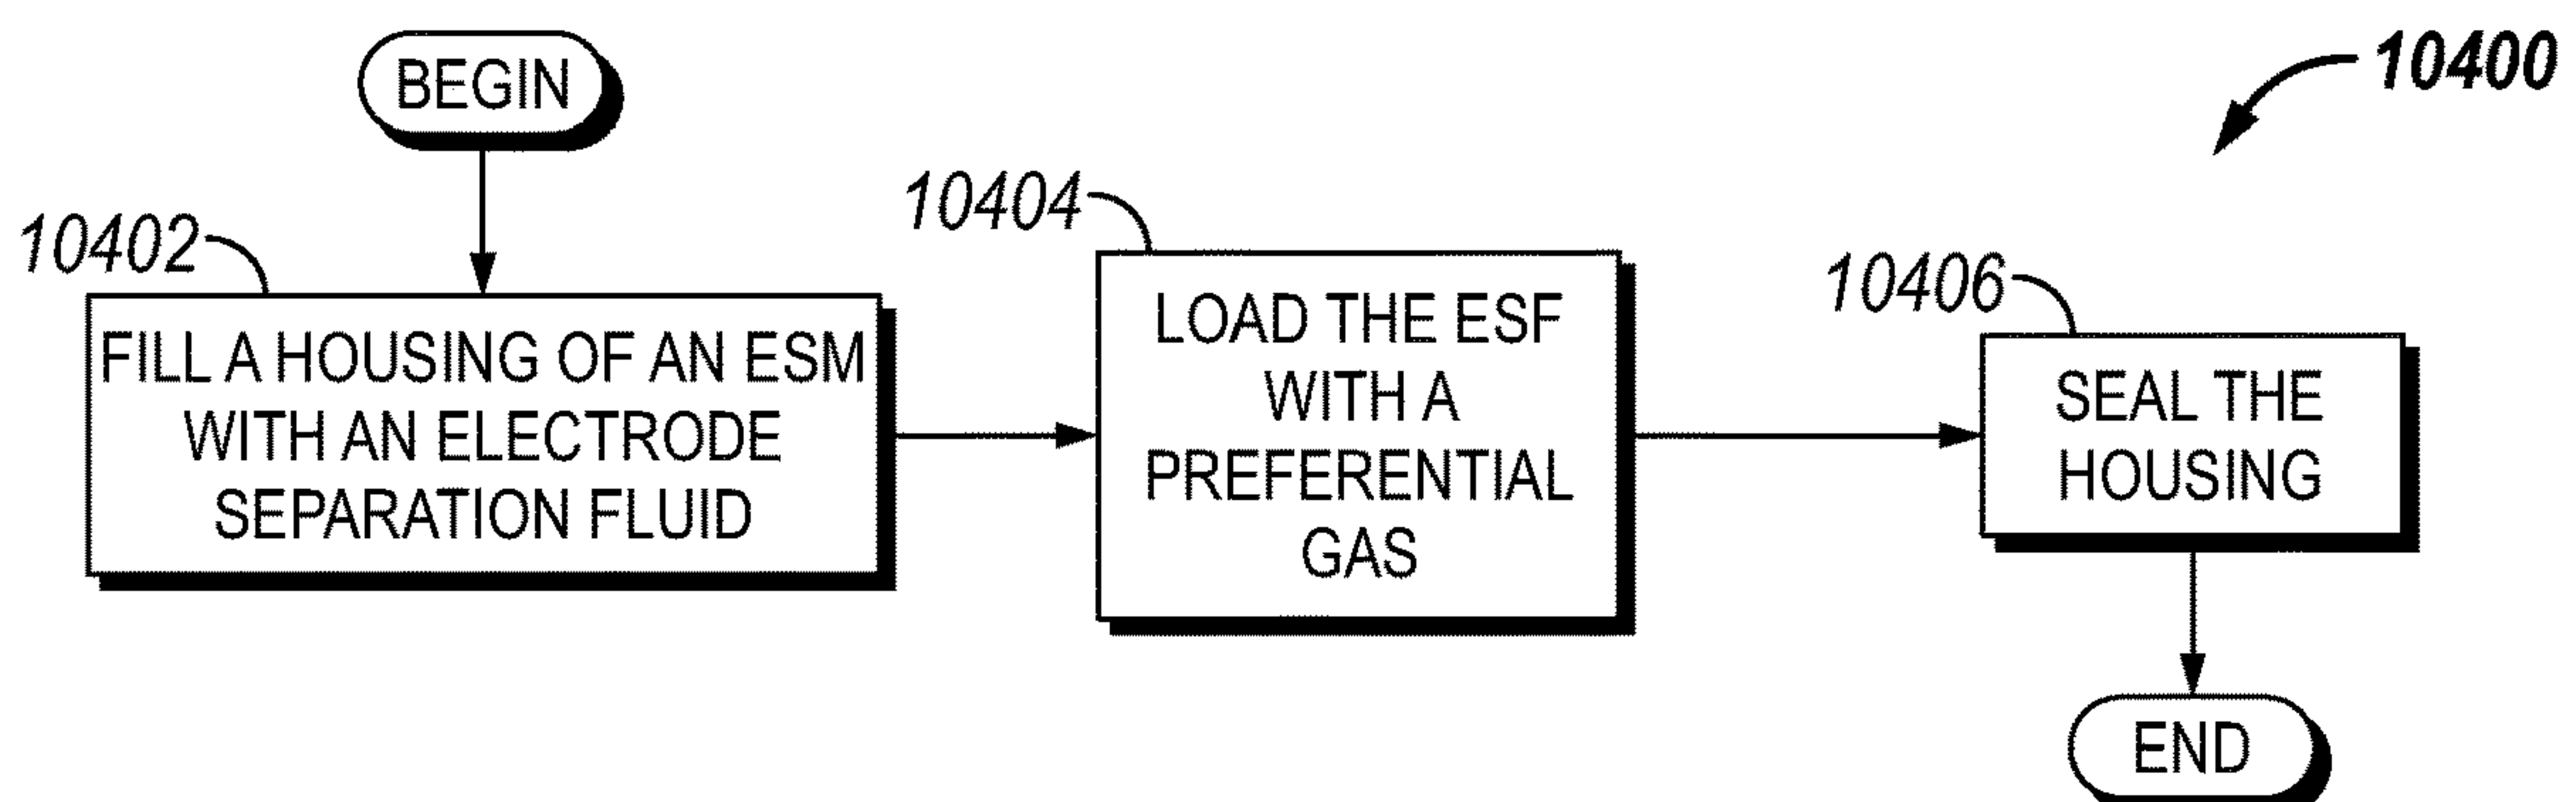 BEGIN
10400
10402
FILL A HOUSING OF AN ESM
WITH AN ELECTRODE
SEPARATION FLUID
10404
LOAD THE ESF
WITH A
PREFERENTIAL
GAS
10406
SEAL THE
HOUSING
END